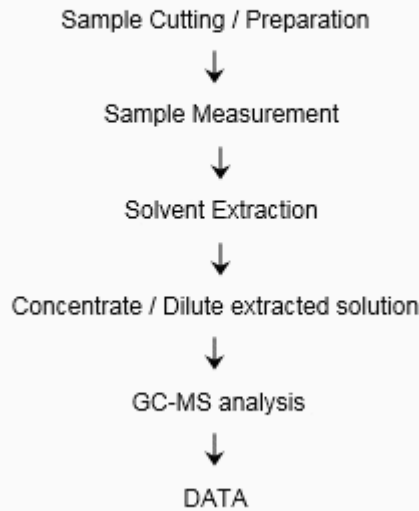 Sample Cutting / Preparation
Sample Measurement
Solvent Extraction
Concentrate / Dilute extracted solution
GC-MS analysis
DATA